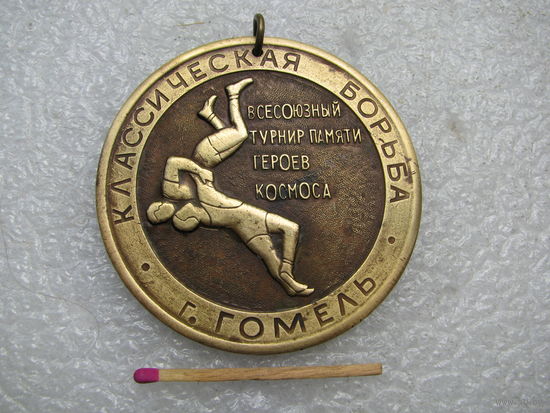 КЛАССИЧЕСКАЯ БОРЬБА
ВСЕСОЮЗНЫЙ
ТУРНИР ПАМЯТИ
ГЕРОЕВ
КОСМОСА
· Г. ГОМЕЛЬ ·